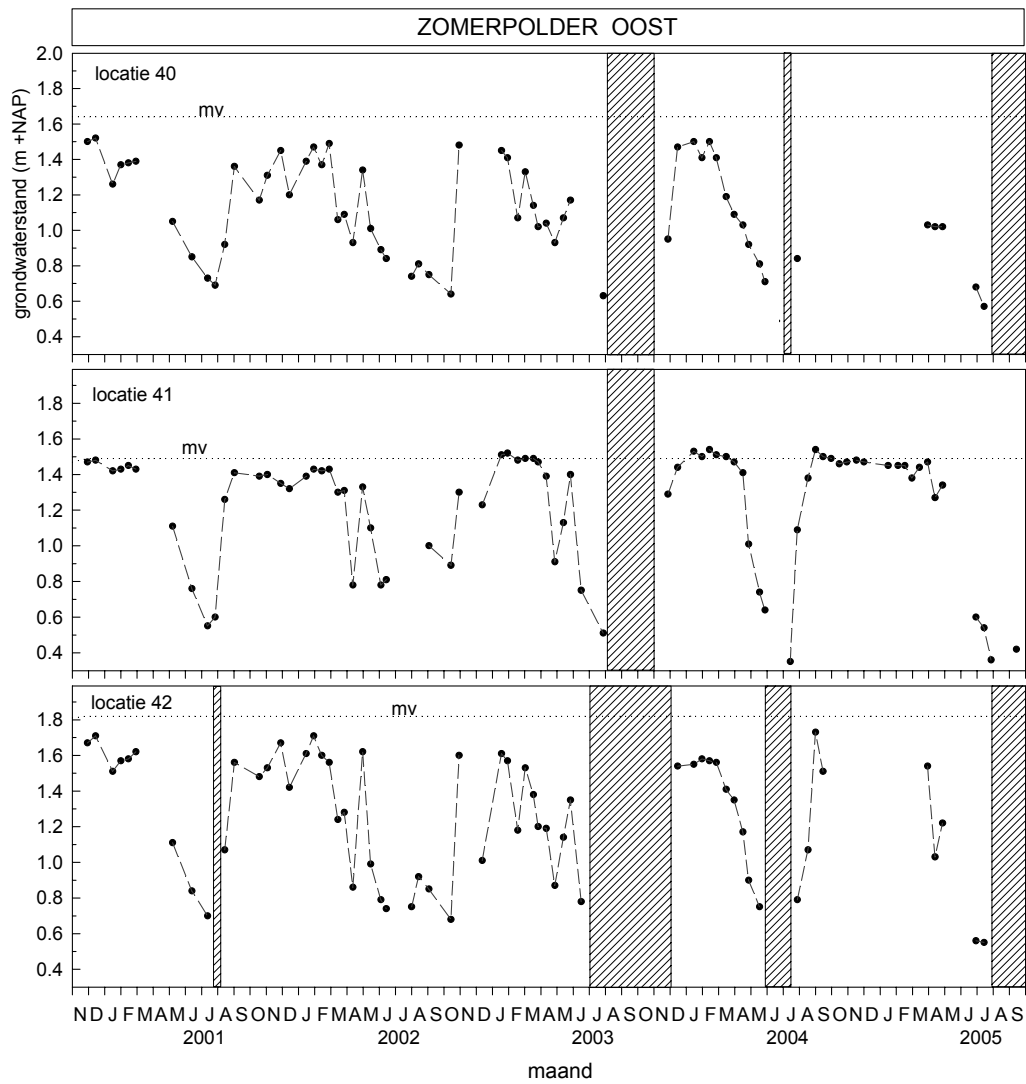 ZOMERPOLDER OOST
locatie 40
mv
grondwaterstand (m +NAP)
2.0
1.8
1.6
1.4
1.2
1.0
0.8
0.6
0.4
locatie 41
mv
1.8
1.6
1.4
1.2
1.0
0.8
0.6
0.4
locatie 42
mv
1.8
1.6
1.4
1.2
1.0
0.8
0.6
0.4
N D J F M A M J J A S O N D J F M A M J J A S O N D J F M A M J J A S O N D J F M A M J J A S O N D J F M A M J J A S
2001 2002 2003 2004 2005
maand